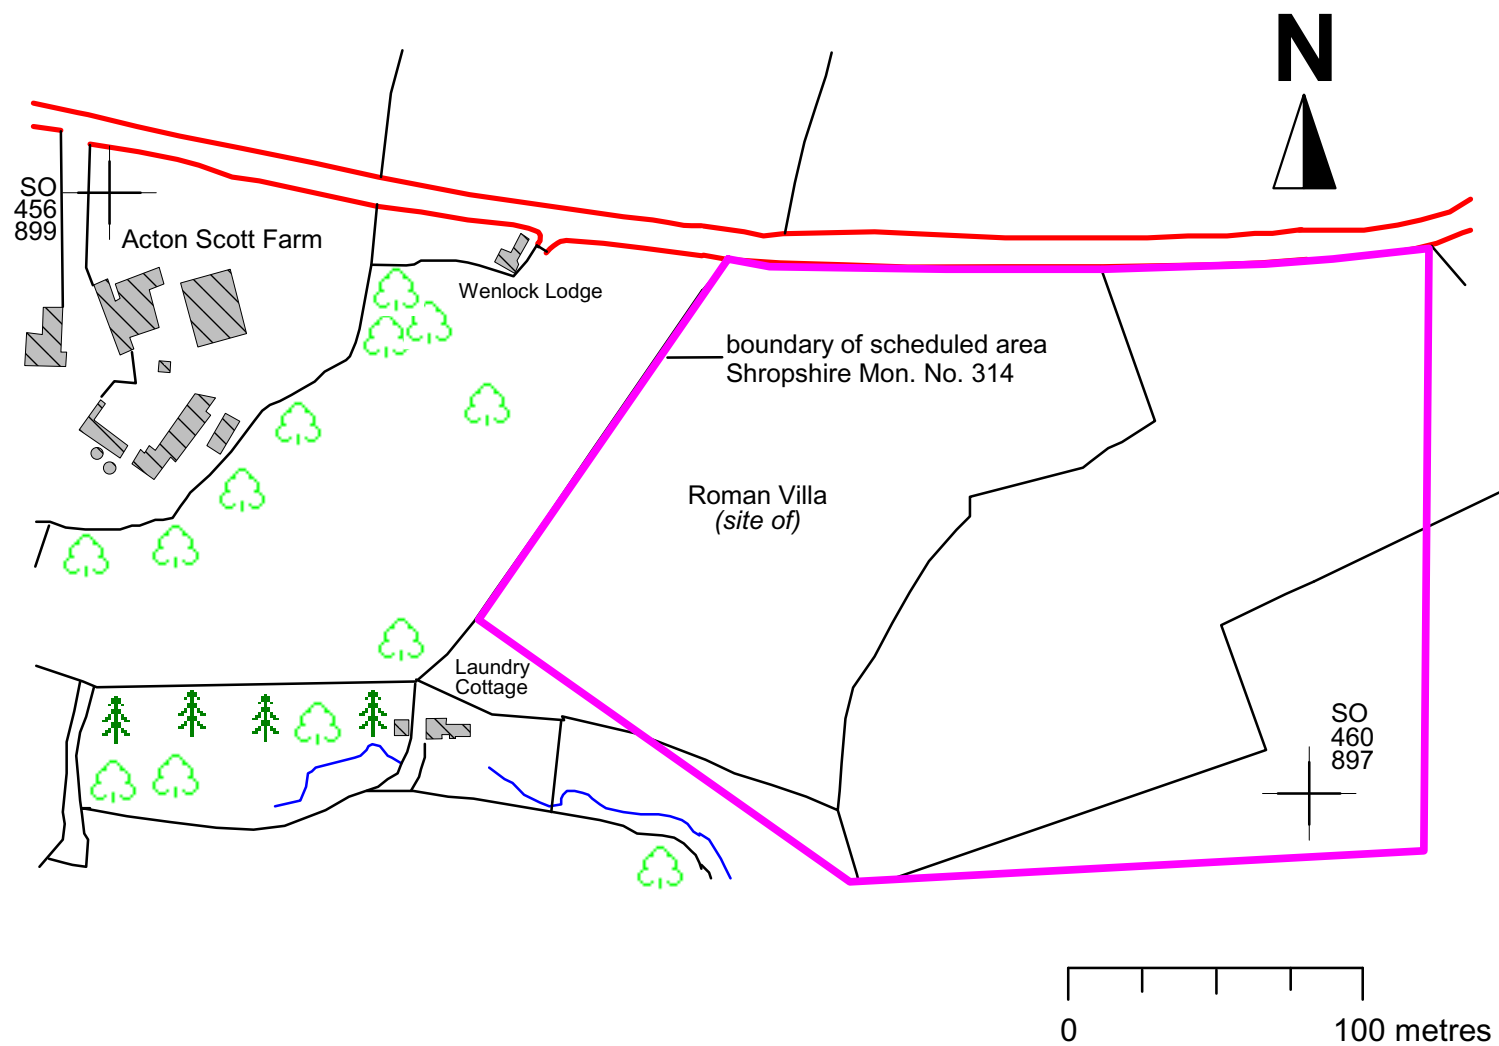 N
SO
456
899
Acton Scott Farm
Wenlock Lodge
boundary of scheduled area
Shropshire Mon. No. 314
Roman Villa
(site of)
Laundry
Cottage
SO
460
897
0
100 metres